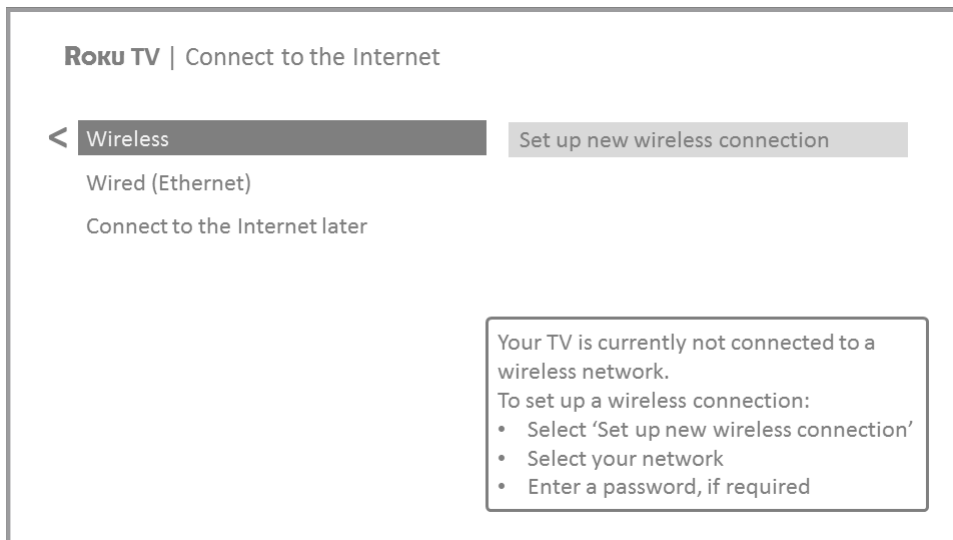 ROKU TV | Connect to the Internet
< Wireless
Set up new wireless connection
Wired (Ethernet)
Connect to the Internet later
Your TV is currently not connected to a
wireless network.
To set up a wireless connection:
• Select ‘Set up new wireless connection’
• Select your network
• Enter a password, if required